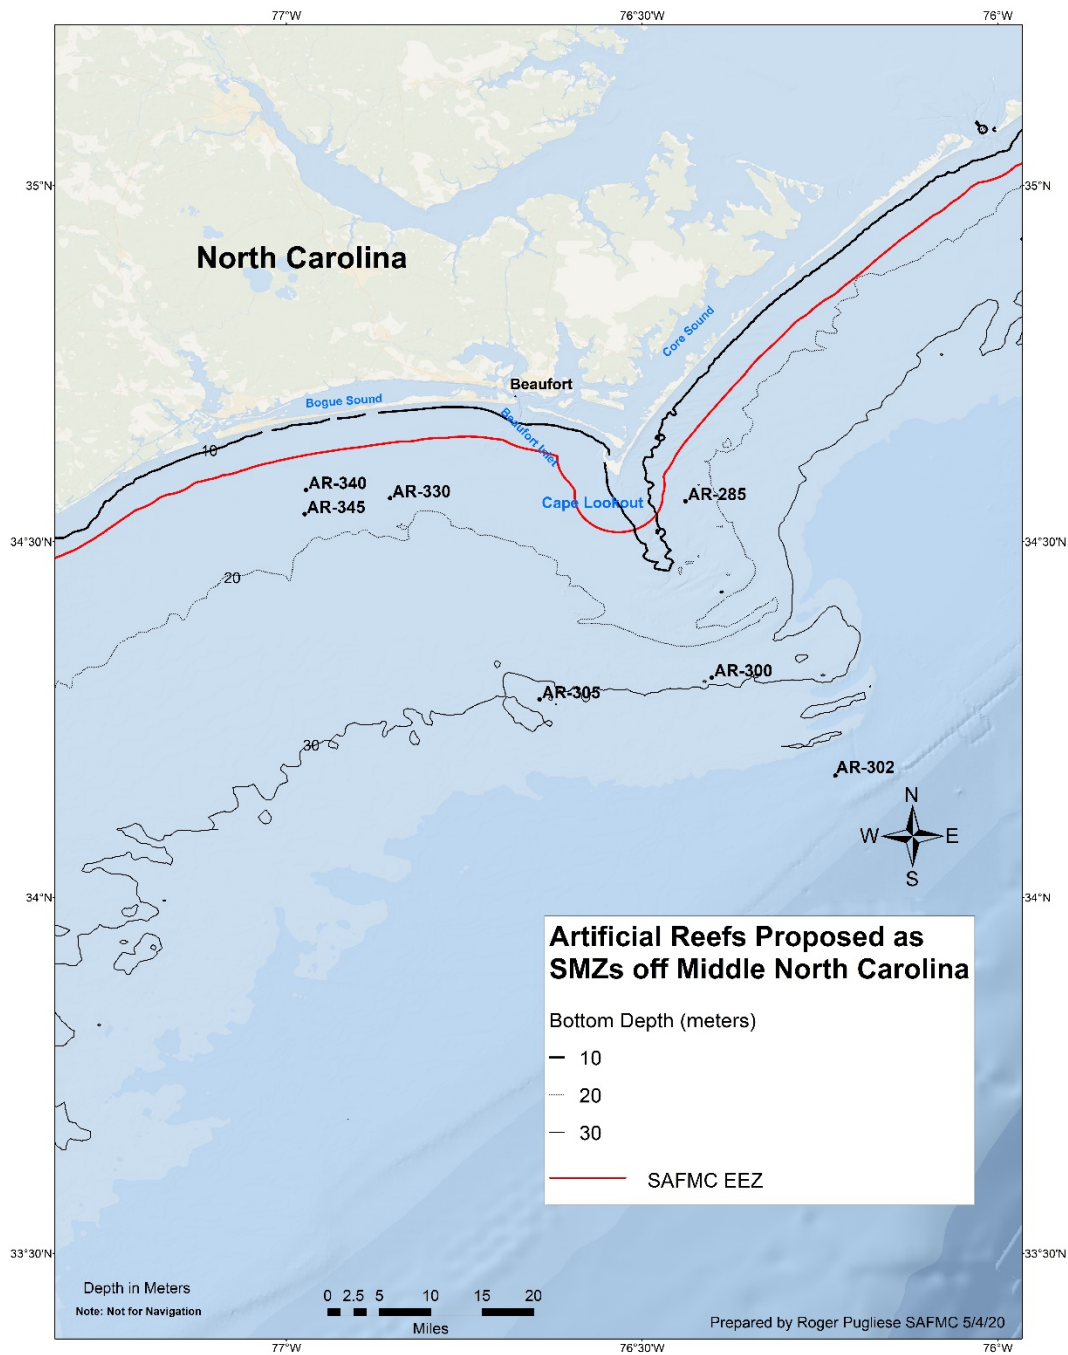 77°W
76°30'W
76°W
35°N
35°N
North Carolina
Core Sound
Beaufort
Bogue Sound
Beaufort Inlet
10
AR-340
AR-330
AR-285
AR-345
Cape Lookout
34°30'N
34°30'N
20
AR-300
AR-305
30
AR-302
N
W
E
S
34°N
34°N
Artificial Reefs Proposed as
SMZs off Middle North Carolina
Bottom Depth (meters)
10
20
30
SAFMC EEZ
33°30'N
33°30'N
Depth in Meters
Note: Not for Navigation
0 2.5 5 10 15 20
Miles
Prepared by Roger Pugliese SAFMC 5/4/20
77°W
76°30'W
76°W